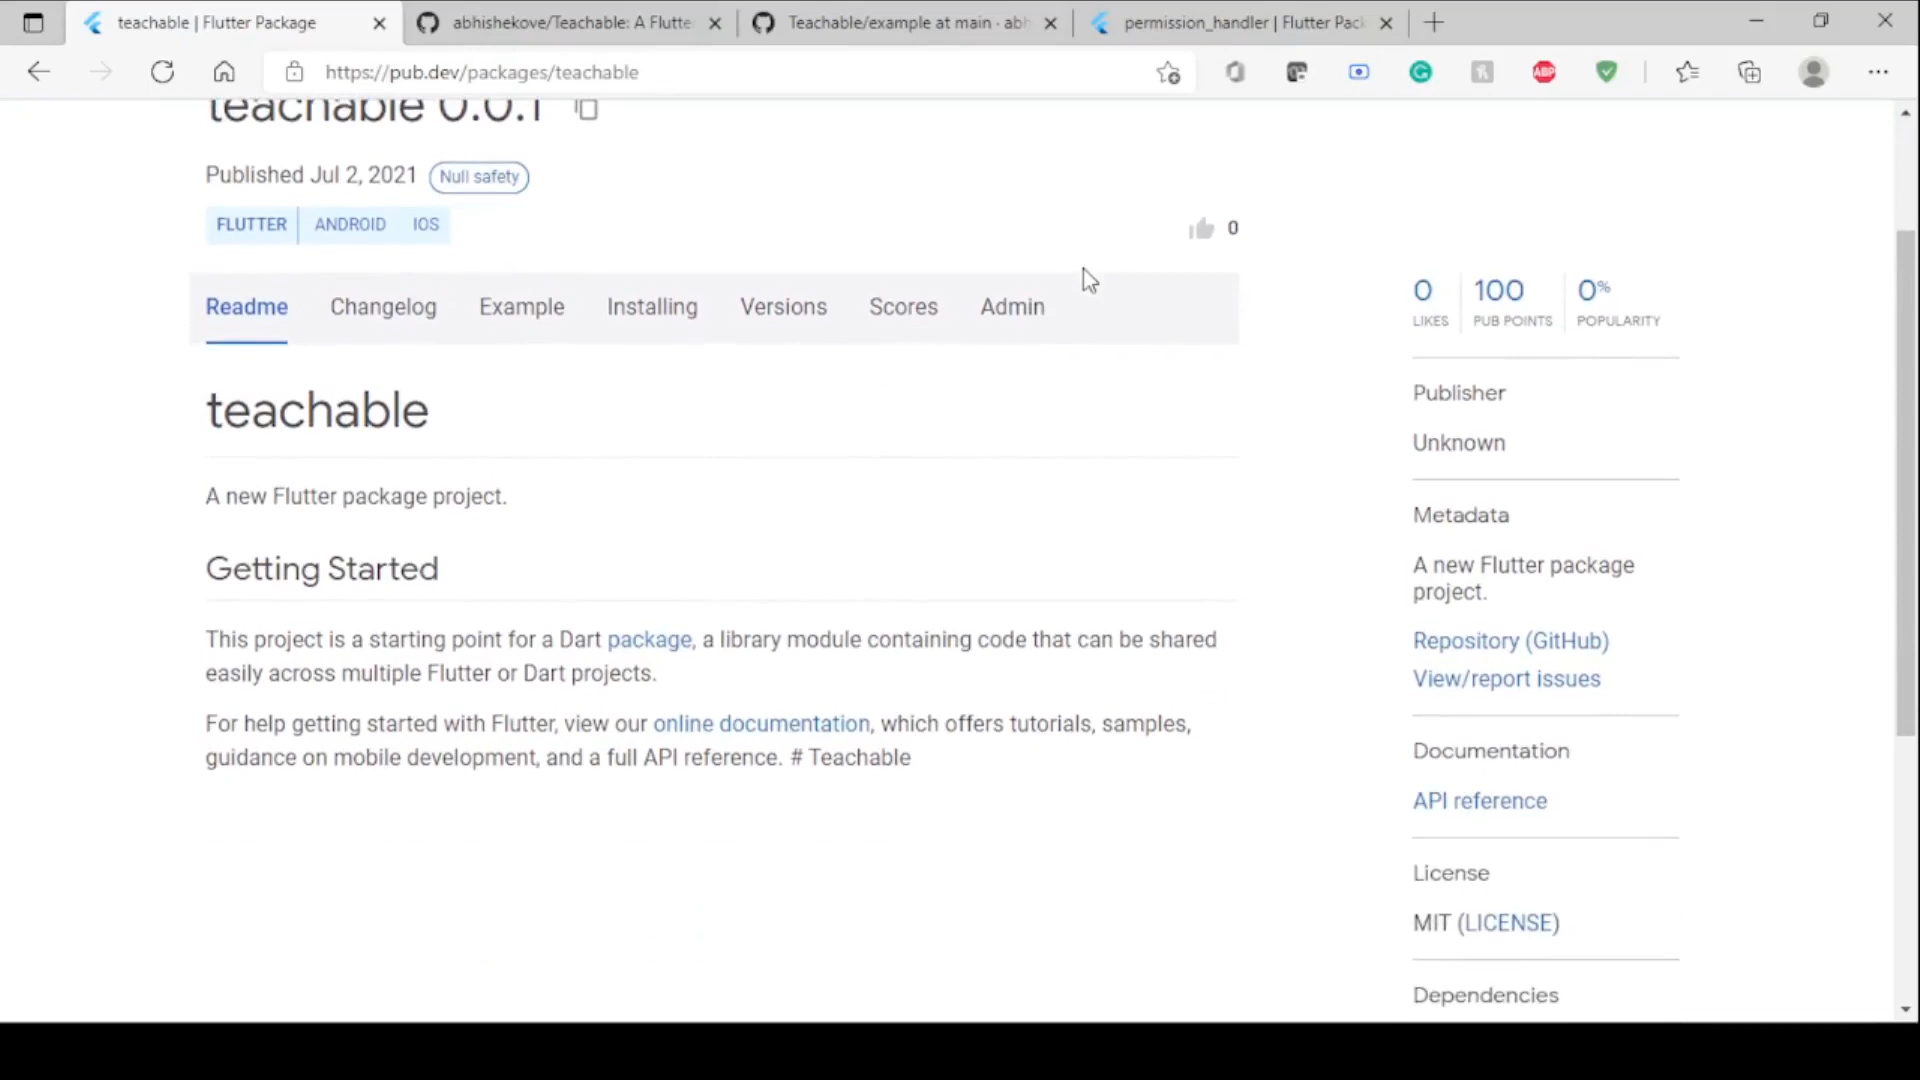 teachable | Flutter Package
abhishekove/Teachable: A Flutte
Teachable/example at main · abh
permission_handler | Flutter Pack
https://pub.dev/packages/teachable
ABP
teachable 0.0.1
Published Jul 2, 2021 Null safety
FLUTTER ANDROID IOS
0
Readme Changelog Example Installing Versions Scores Admin
teachable
A new Flutter package project.
Getting Started
This project is a starting point for a Dart package, a library module containing code that can be shared
easily across multiple Flutter or Dart projects.
For help getting started with Flutter, view our online documentation, which offers tutorials, samples,
guidance on mobile development, and a full API reference. # Teachable
0 100 0%
LIKES PUB POINTS POPULARITY
Publisher
Unknown
Metadata
A new Flutter package
project.
Repository (GitHub)
View/report issues
Documentation
API reference
License
MIT (LICENSE)
Dependencies